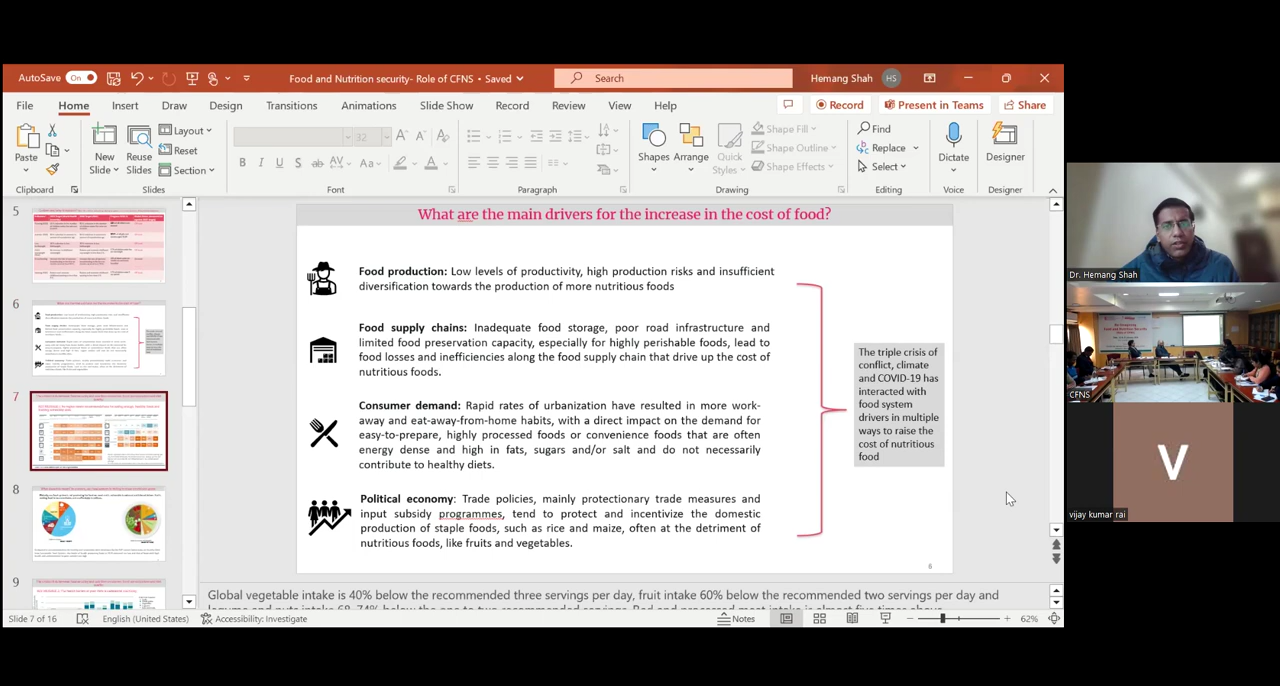 AutoSave On
Food and Nutrition security- Role of CFNS • Saved
Search
Hemang Shah HS
File Home Insert Draw Design Transitions Animations Slide Show Record Review View Help
Record Present in Teams Share
Paste
New Slide
Reuse Slides
Layout
Reset
Section
32
B I U S ab AV Aa A
Shapes Arrange Quick Styles
Shape Fill
Shape Outline
Shape Effects
Find
Replace
Select
Dictate
Designer
Clipboard Slides Font Paragraph Drawing Editing Voice Designer
5
6
7
8
9
What are the main drivers for the increase in the cost of food?
Food production: Low levels of productivity, high production risks and insufficient
diversification towards the production of more nutritious foods
Food supply chains: Inadequate food storage, poor road infrastructure and
limited food preservation capacity, especially for highly perishable foods, lead to
food losses and inefficiencies along the food supply chain that drive up the cost of
nutritious foods.
Consumer demand: Rapid rates of urbanization have resulted in more work-
away and eat-away-from-home habits, with a direct impact on the demand for
easy-to-prepare, highly processed foods or convenience foods that are often
energy dense and high in fats, sugars and/or salt and do not necessarily
contribute to healthy diets.
Political economy: Trade policies, mainly protectionary trade measures and
input subsidy programmes, tend to protect and incentivize the domestic
production of staple foods, such as rice and maize, often at the detriment of
nutritious foods, like fruits and vegetables.
The triple crisis of
conflict, climate
and COVID-19 has
interacted with
food system
drivers in multiple
ways to raise the
cost of nutritious
food
6
Global vegetable intake is 40% below the recommended three servings per day, fruit intake 60% below the recommended two servings per day and
Slide 7 of 16
English (United States)
Accessibility: Investigate
Notes
62%
Dr. Hemang Shah
CFNS
V
vijay kumar rai